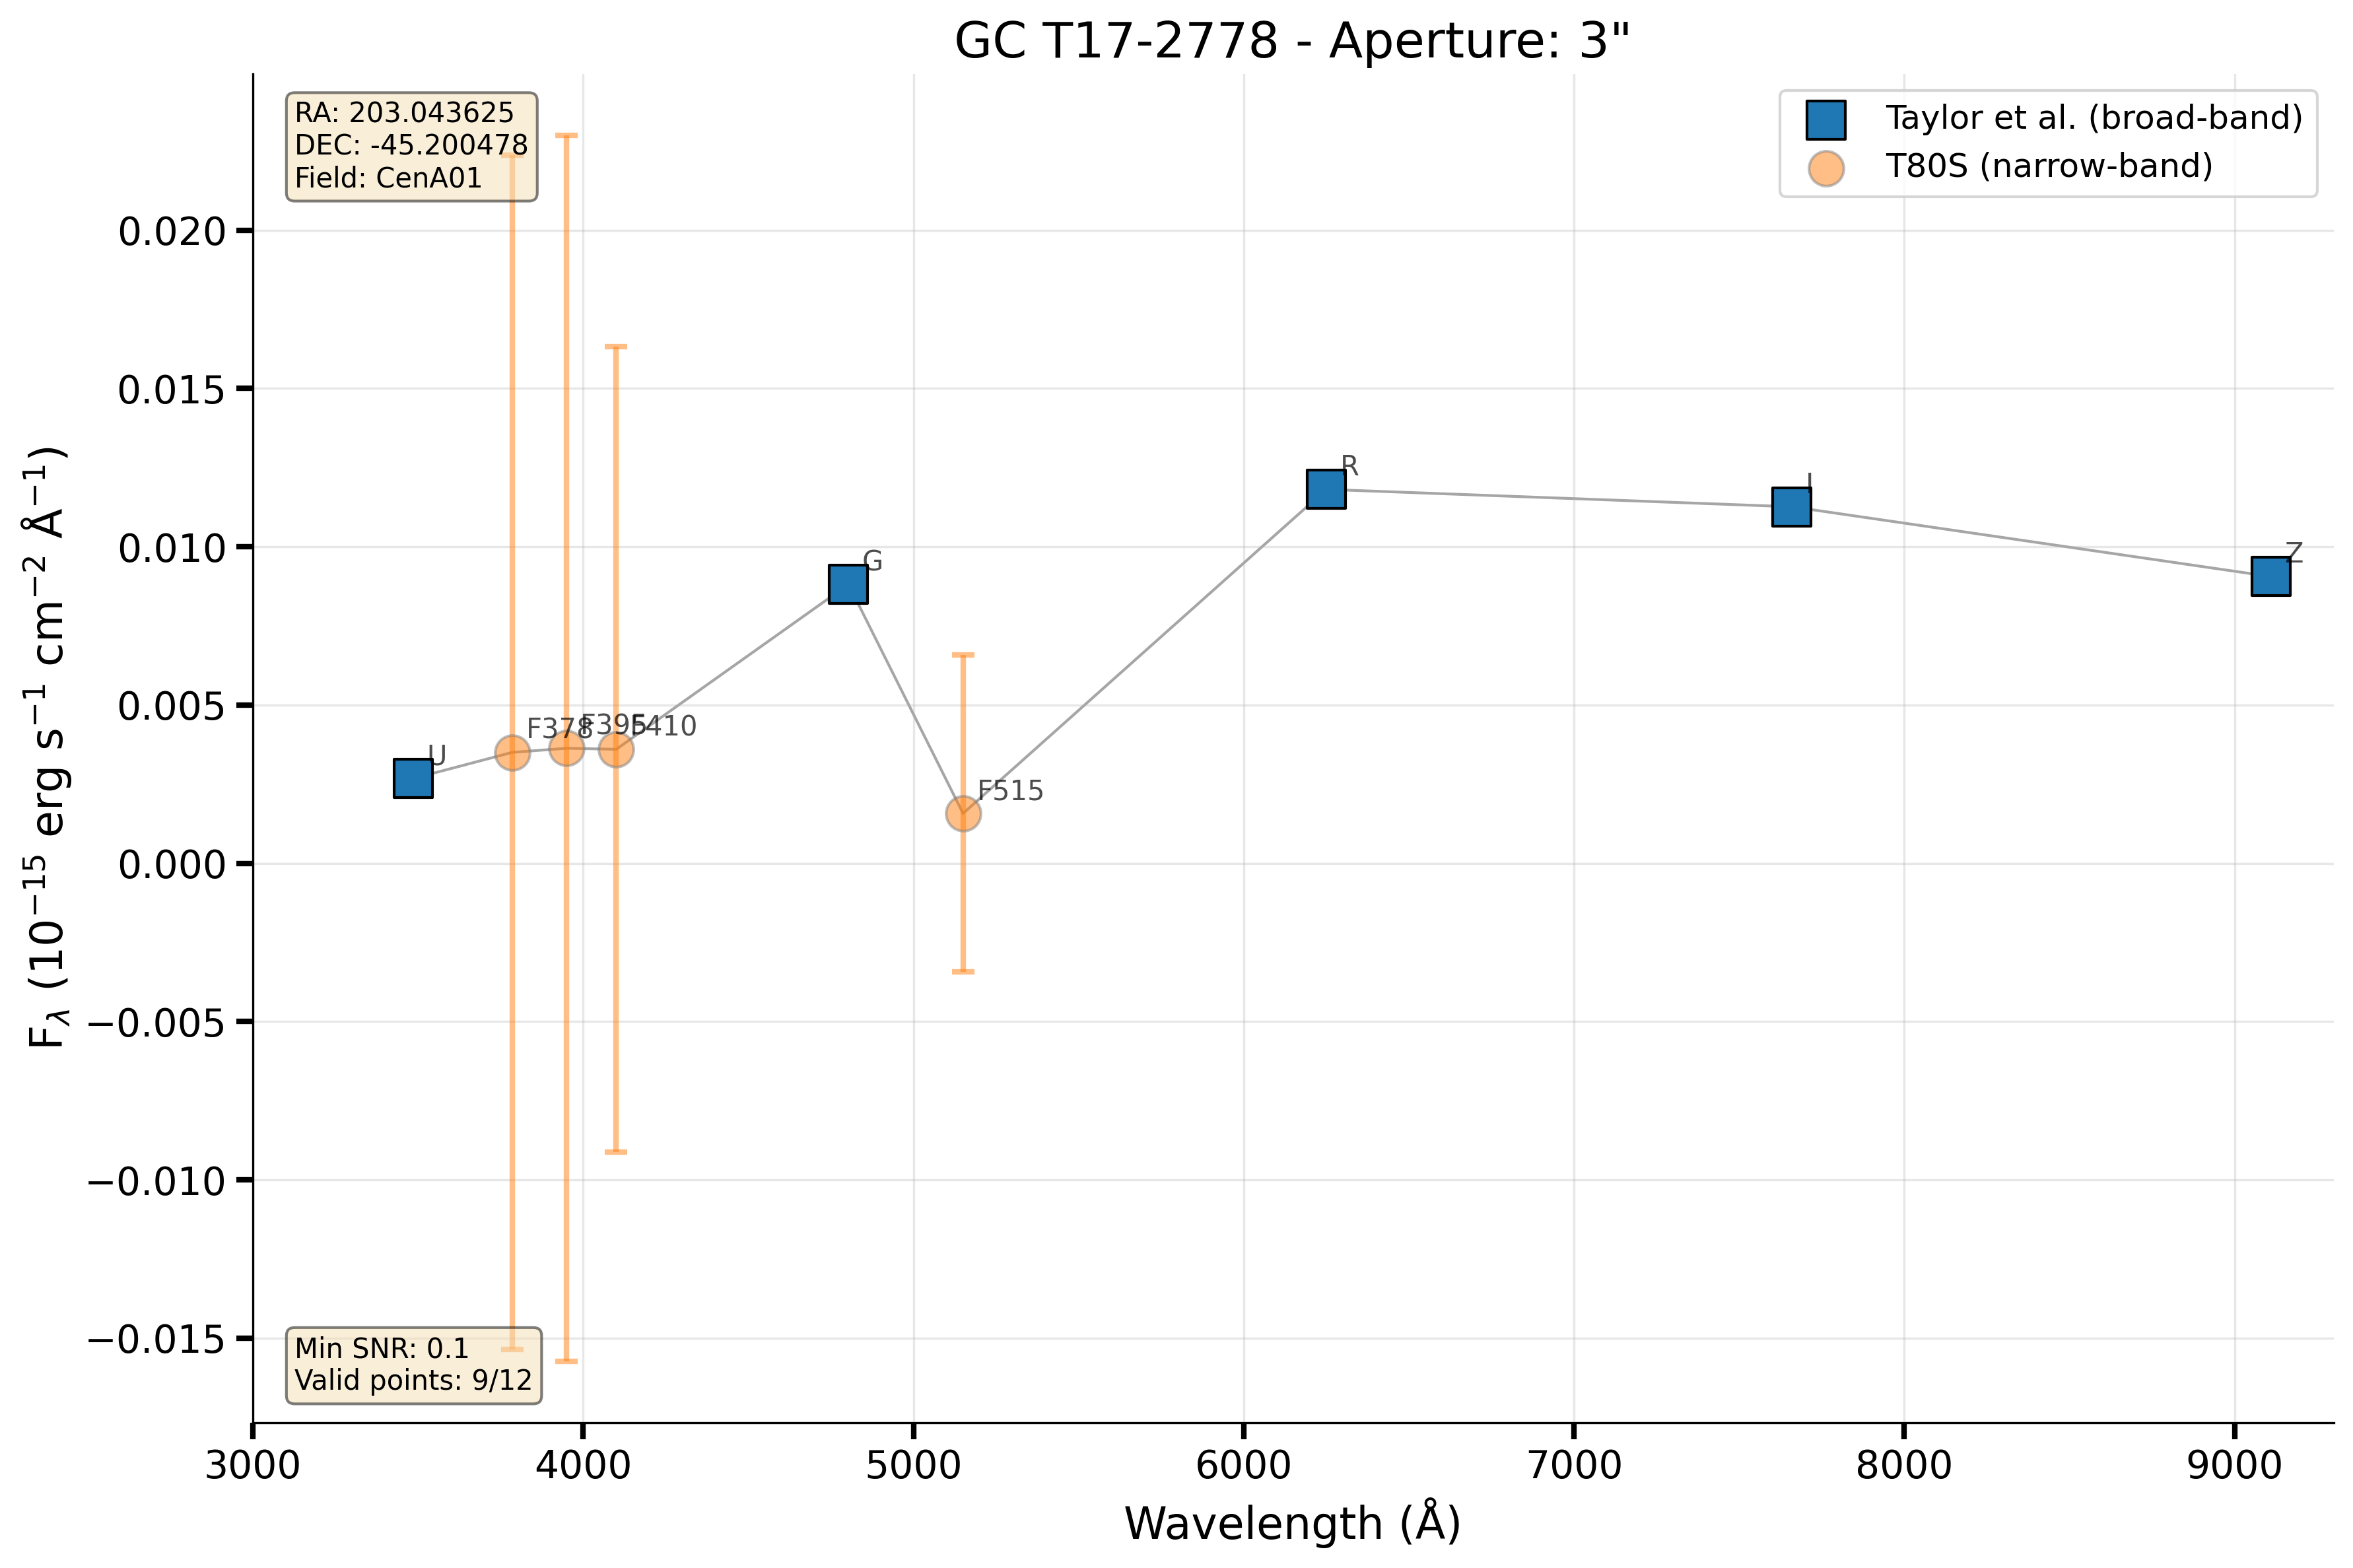 GC T17-2778 - Aperture: 3"
RA: 203.043625
DEC: -45.200478
Field: CenA01
Taylor et al. (broad-band)
T80S (narrow-band)
0.020
0.015
0.010
0.005
0.000
−0.005
−0.010
−0.015
F$_{λ}$ (10$^{−15}$ erg s$^{−1}$ cm$^{−2}$ Å$^{−1}$)
U
F378
F395
F410
G
F515
R
I
Z
Min SNR: 0.1
Valid points: 9/12
3000 4000 5000 6000 7000 8000 9000
Wavelength (Å)